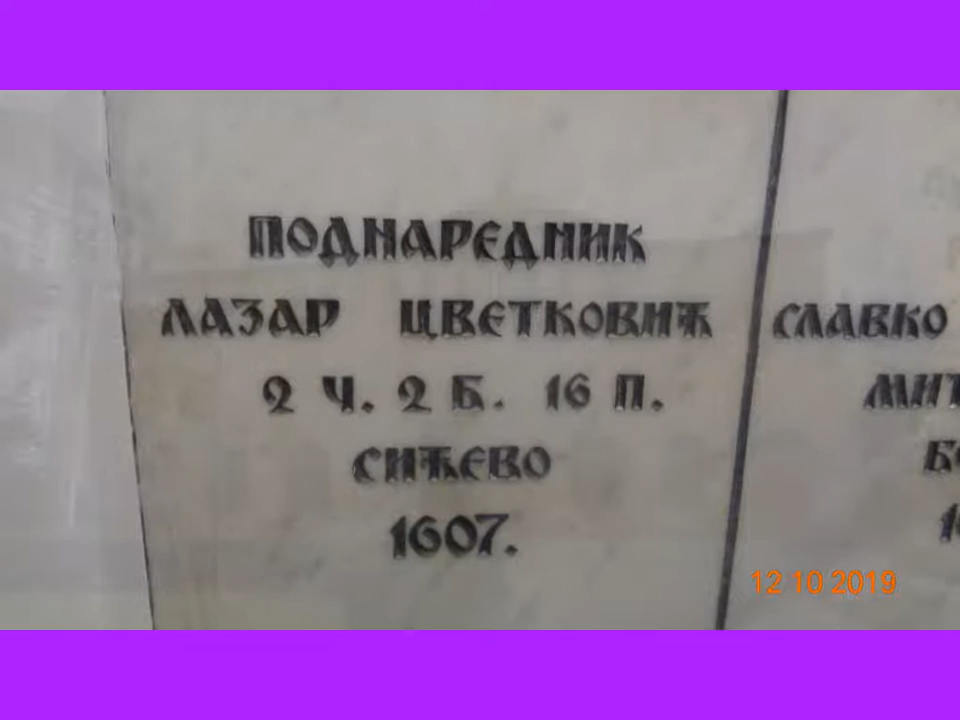 ПОДНАРЕДНИК
ЛАЗАР ЦВЕТКОВИЋ
2 Ч. 2 Б. 16 П.
СИЋЕВО
1607.
СЛАВКО
12 10 2019